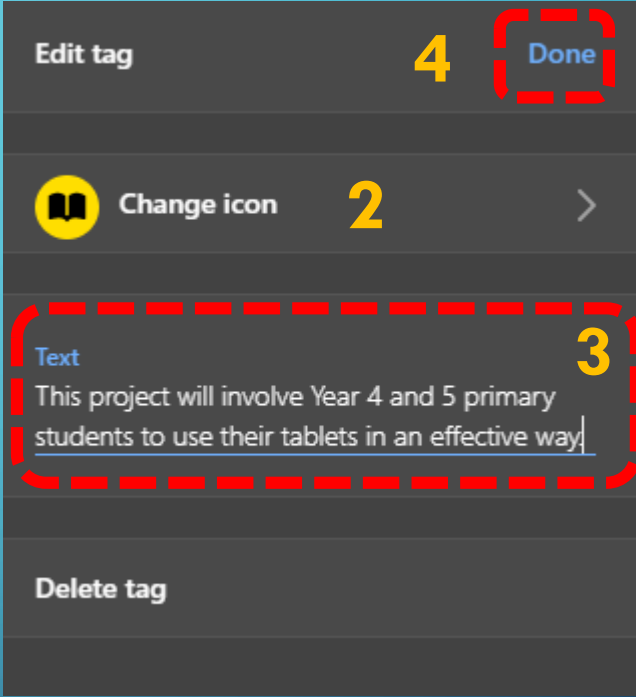 Edit tag 4 Done
Change icon 2
3
Text
This project will involve Year 4 and 5 primary
students to use their tablets in an effective way.
Delete tag